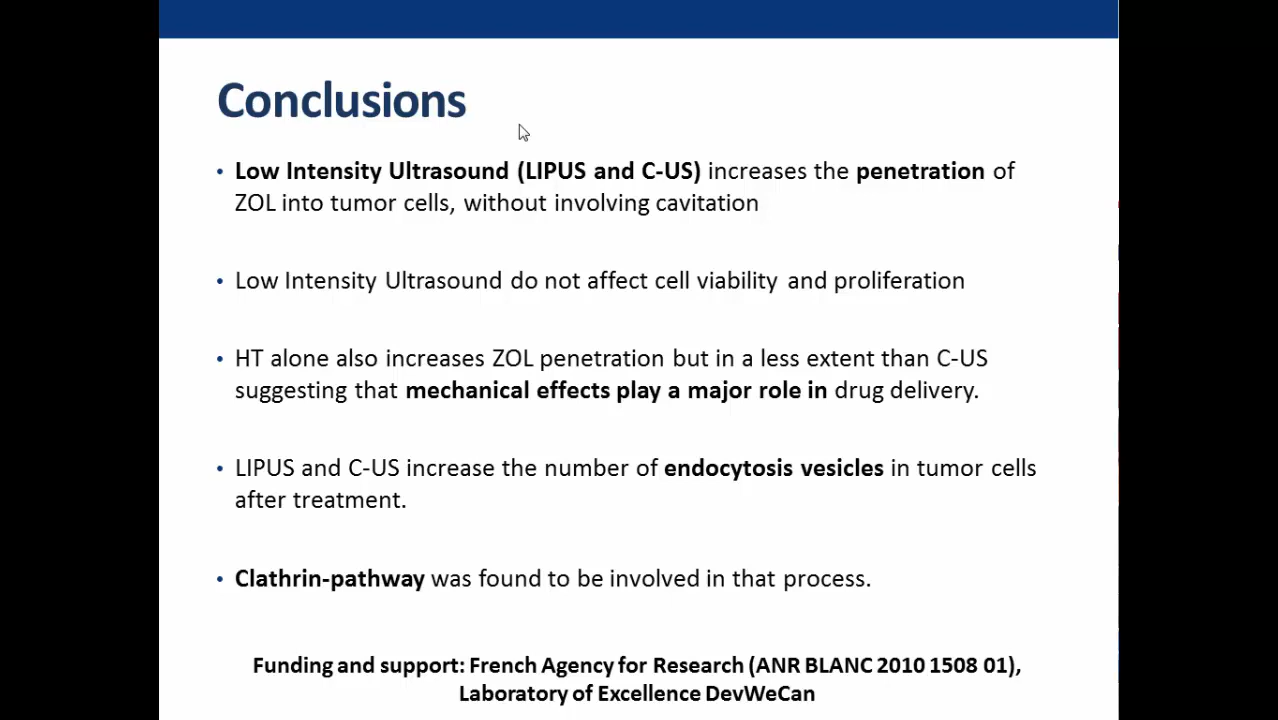 Conclusions
• Low Intensity Ultrasound (LIPUS and C-US) increases the penetration of
ZOL into tumor cells, without involving cavitation
• Low Intensity Ultrasound do not affect cell viability and proliferation
• HT alone also increases ZOL penetration but in a less extent than C-US
suggesting that mechanical effects play a major role in drug delivery.
• LIPUS and C-US increase the number of endocytosis vesicles in tumor cells
after treatment.
• Clathrin-pathway was found to be involved in that process.
Funding and support: French Agency for Research (ANR BLANC 2010 1508 01),
Laboratory of Excellence DevWeCan